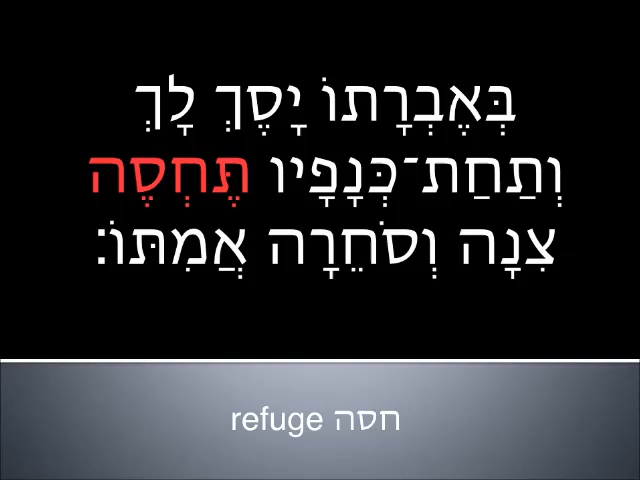 בְּאֶבְרָתוֹ יָסֶךְ לָךְ
וְתַחַת־כְּנָפָיו תֶּחְסֶה
צִנָּה וְסֹחֵרָה אֲמִתּוֹ׃
refuge חסה